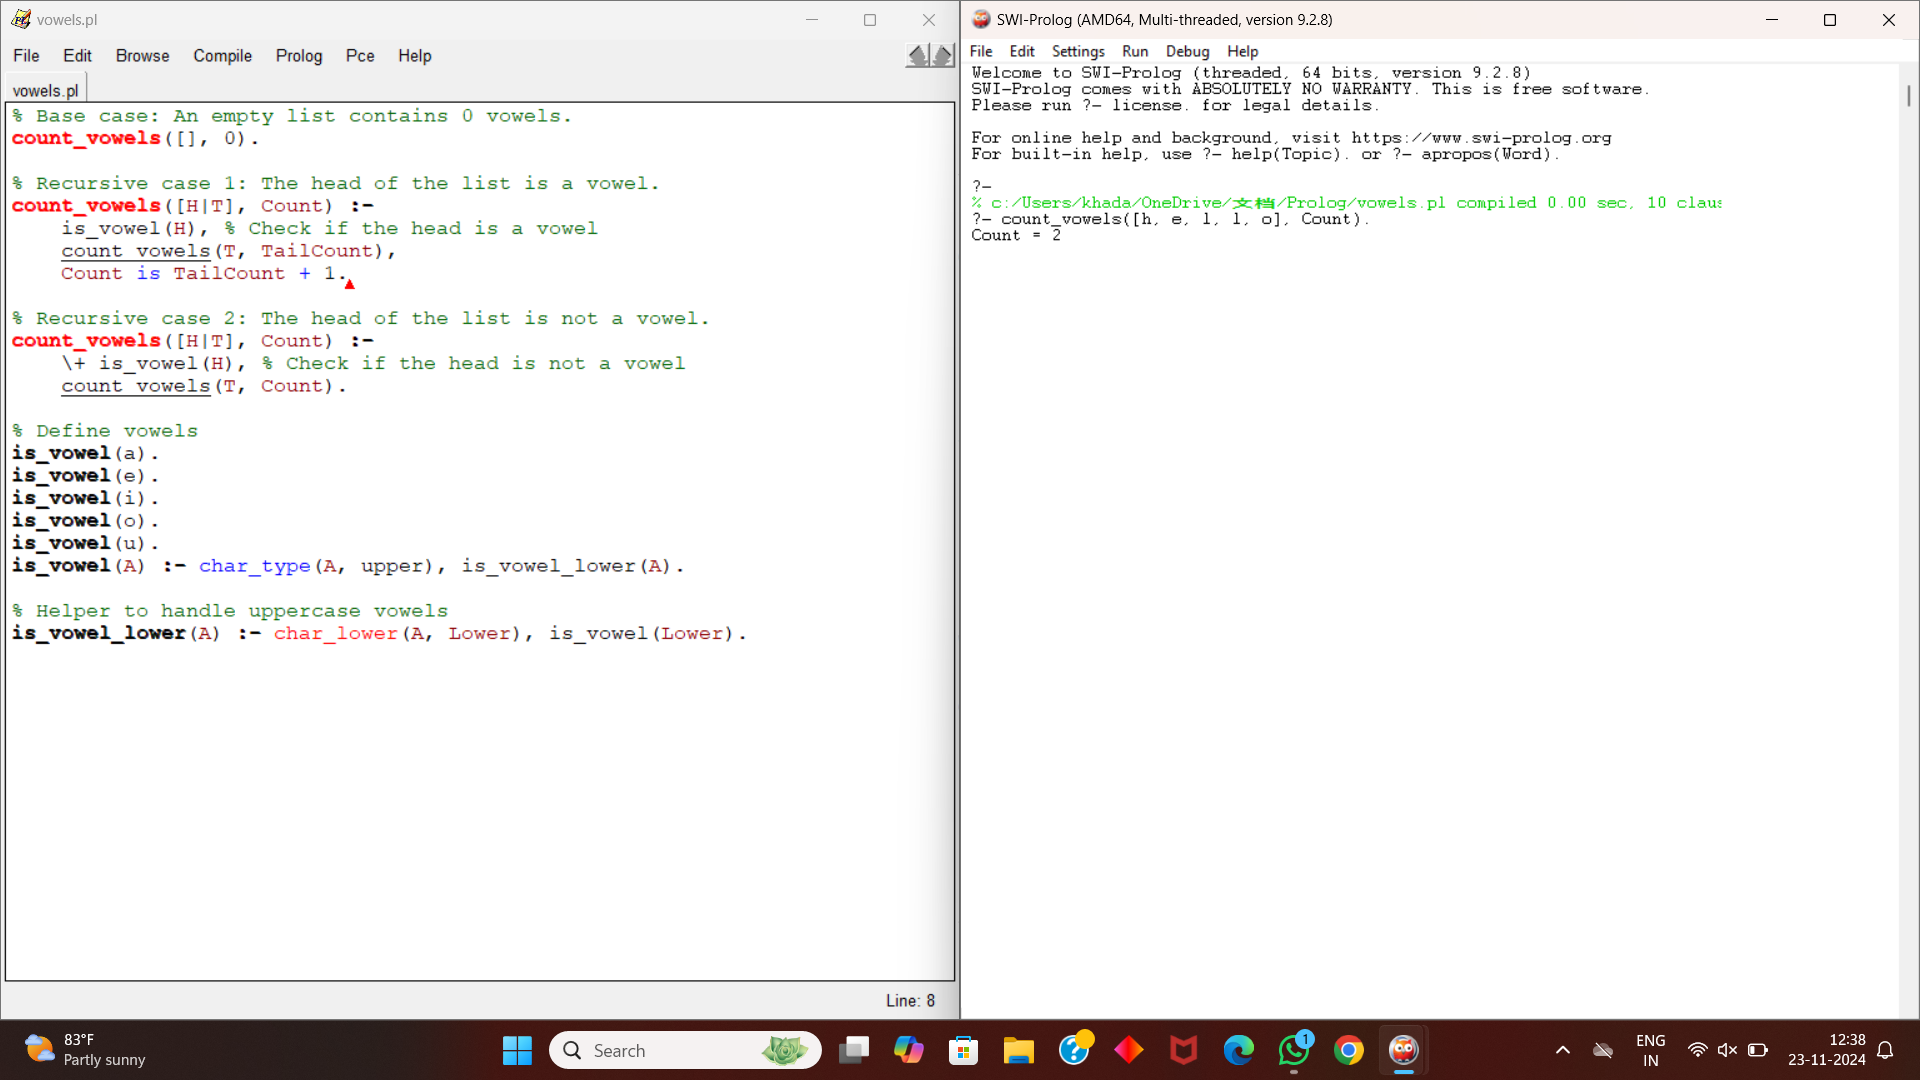 vowels.pl
File Edit Browse Compile Prolog Pce Help
vowels.pl
% Base case: An empty list contains 0 vowels.
count_vowels([], 0).
% Recursive case 1: The head of the list is a vowel.
count_vowels([H|T], Count) :-
is_vowel(H), % Check if the head is a vowel
count_vowels(T, TailCount),
Count is TailCount + 1.
% Recursive case 2: The head of the list is not a vowel.
count_vowels([H|T], Count) :-
\+ is_vowel(H), % Check if the head is not a vowel
count_vowels(T, Count).
% Define vowels
is_vowel(a).
is_vowel(e).
is_vowel(i).
is_vowel(o).
is_vowel(u).
is_vowel(A) :- char_type(A, upper), is_vowel_lower(A).
% Helper to handle uppercase vowels
is_vowel_lower(A) :- char_lower(A, Lower), is_vowel(Lower).
Line: 8
SWI-Prolog (AMD64, Multi-threaded, version 9.2.8)
File Edit Settings Run Debug Help
Welcome to SWI-Prolog (threaded, 64 bits, version 9.2.8)
SWI-Prolog comes with ABSOLUTELY NO WARRANTY. This is free software.
Please run ?- license. for legal details.
For online help and background, visit https://www.swi-prolog.org
For built-in help, use ?- help(Topic). or ?- apropos(Word).
?-
% c:/Users/khada/OneDrive/文档/Prolog/vowels.pl compiled 0.00 sec, 10 claus
?- count_vowels([h, e, l, l, o], Count).
Count = 2
83°F
Partly sunny
Search
1
ENG
IN
12:38
23-11-2024